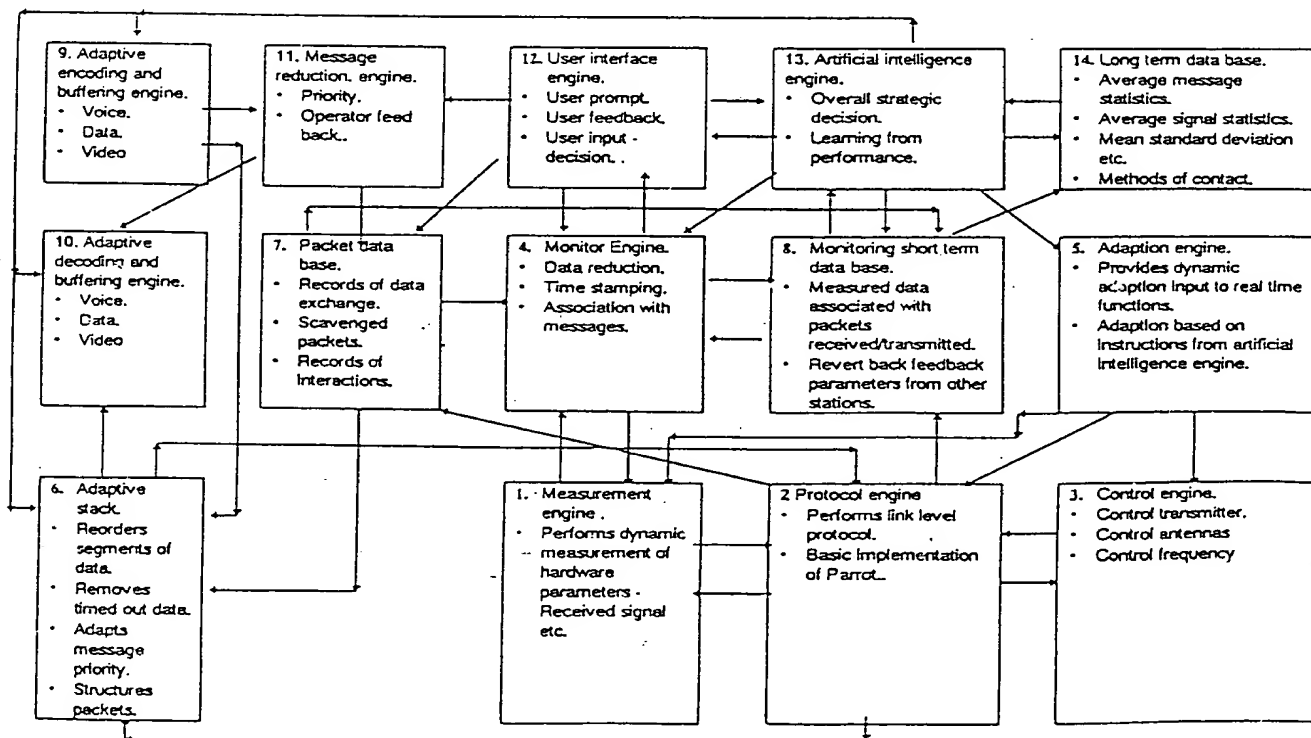 9. Adaptive
encoding and
buffering engine.
• Voice.
• Data.
• Video
11. Message
reduction. engine.
• Priority.
• Operator feed
back.
12. User interface
engine.
• User prompt.
• User feedback.
• User input -
decision. .
13. Artificial intelligence
engine.
• Overall strategic
decision.
• Learning from
performance.
14. Long term data base.
• Average message
statistics.
• Average signal statistics.
• Mean standard deviation
etc.
• Methods of contact.
10. Adaptive
decoding and
buffering engine.
• Voice.
• Data.
• Video
7. Packet data
base.
• Records of data
exchange.
• Scavenged
packets.
• Records of
Interactions.
4. Monitor Engine.
• Data reduction.
• Time stamping.
• Association with
messages.
8. Monitoring short term
data base.
• Measured data
associated with
packets
received/transmitted.
• Revert back feedback
parameters from other
stations.
5. Adaption engine.
• Provides dynamic
adaption input to real time
functions.
• Adaption based on
Instructions from artificial
Intelligence engine.
6. Adaptive
stack.
• Reorders
segments of
data.
• Removes
timed out data.
• Adapts
message
priority.
• Structures
packets.
1. Measurement
engine .
• Performs dynamic
measurement of
hardware
parameters -
Received signal
etc.
2 Protocol engine
• Performs link level
protocol.
• Basic Implementation
of Parrot.
3. Control engine.
• Control transmitter.
• Control antennas
• Control frequency